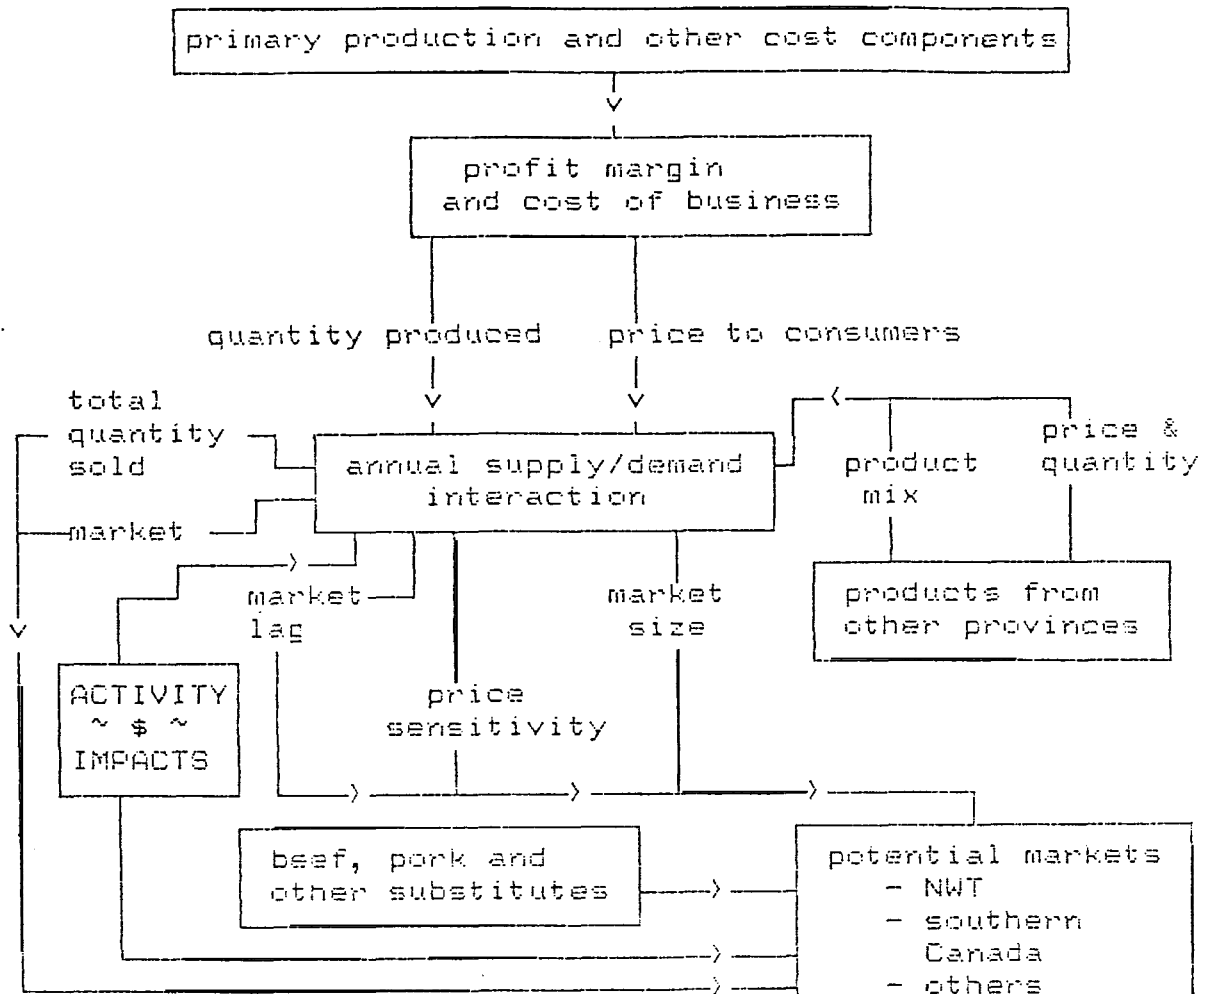 primary production and other cost components
profit margin
and cost of business
quantity produced
price to consumers
total
quantity
sold
market
annual supply/demand
interaction
product
mix
price &
quantity
market
lag
market
size
products from
other provinces
ACTIVITY
~ $ ~
IMPACTS
price
sensitivity
beef, pork and
other substitutes
potential markets
- NWT
- southern
Canada
- others